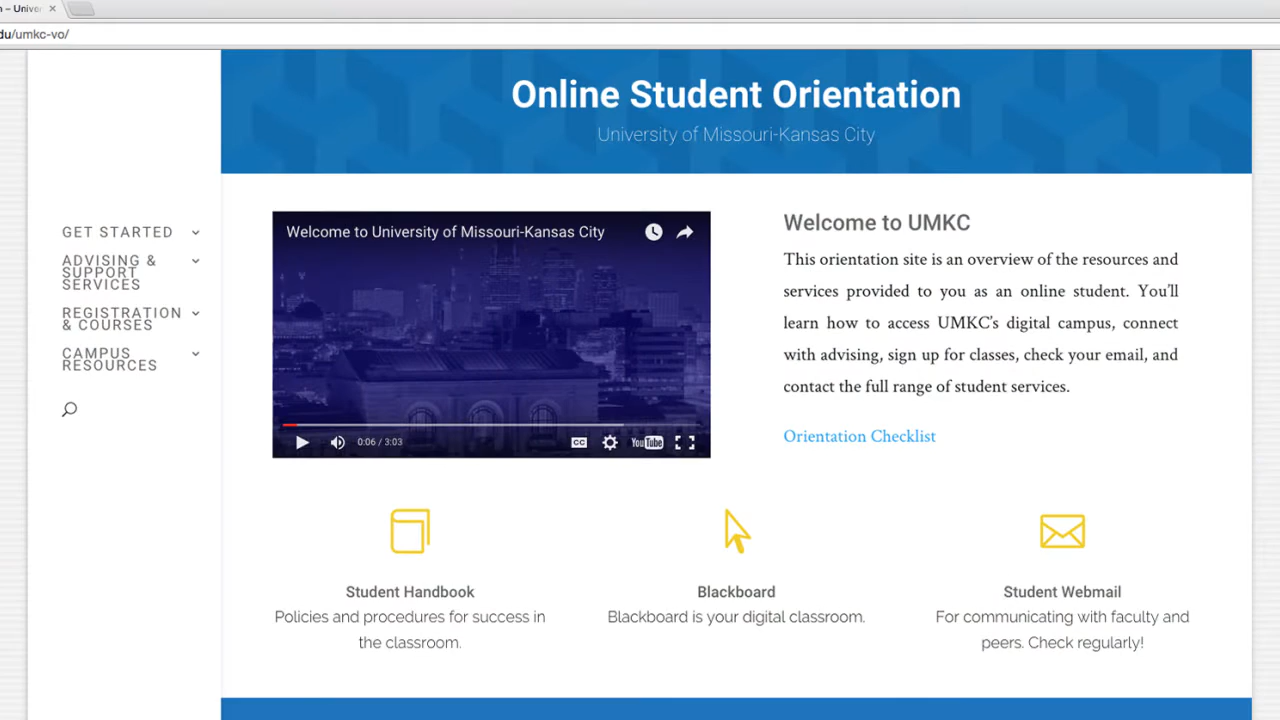 n – Univer
du/umkc-vo/
Online Student Orientation
University of Missouri-Kansas City
GET STARTED
ADVISING &
SUPPORT
SERVICES
REGISTRATION
& COURSES
CAMPUS
RESOURCES
Welcome to University of Missouri-Kansas City
0:06 / 3:03
CC
YouTube
Welcome to UMKC
This orientation site is an overview of the resources and
services provided to you as an online student. You’ll
learn how to access UMKC’s digital campus, connect
with advising, sign up for classes, check your email, and
contact the full range of student services.
Orientation Checklist
Student Handbook
Policies and procedures for success in
the classroom.
Blackboard
Blackboard is your digital classroom.
Student Webmail
For communicating with faculty and
peers. Check regularly!